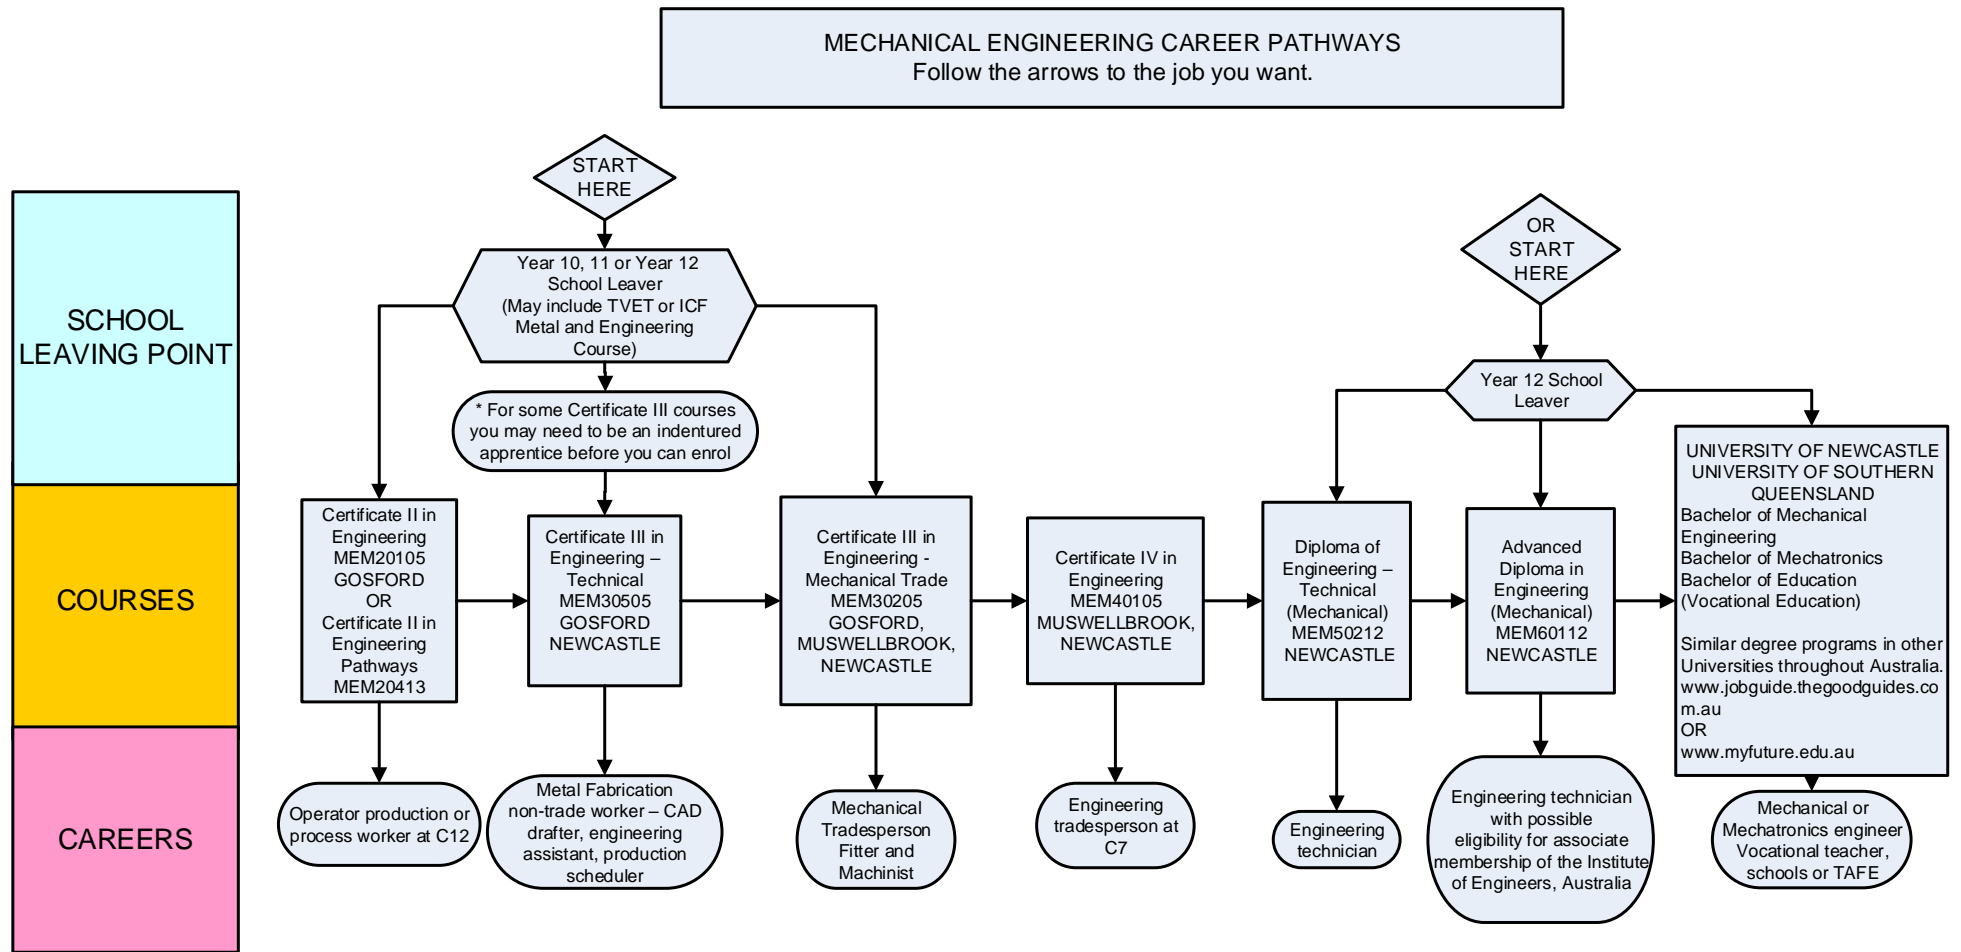 MECHANICAL ENGINEERING CAREER PATHWAYS
Follow the arrows to the job you want.
START
HERE
OR
START
HERE
SCHOOL
LEAVING POINT
Year 10, 11 or Year 12
School Leaver
(May include TVET or ICF
Metal and Engineering
Course)
* For some Certificate III courses
you may need to be an indentured
apprentice before you can enrol
Year 12 School
Leaver
COURSES
Certificate II in
Engineering
MEM20105
GOSFORD
OR
Certificate II in
Engineering
Pathways
MEM20413
Certificate III in
Engineering –
Technical
MEM30505
GOSFORD
NEWCASTLE
Certificate III in
Engineering -
Mechanical Trade
MEM30205
GOSFORD,
MUSWELLBROOK,
NEWCASTLE
Certificate IV in
Engineering
MEM40105
MUSWELLBROOK,
NEWCASTLE
Diploma of
Engineering –
Technical
(Mechanical)
MEM50212
NEWCASTLE
Advanced
Diploma in
Engineering
(Mechanical)
MEM60112
NEWCASTLE
UNIVERSITY OF NEWCASTLE
UNIVERSITY OF SOUTHERN
QUEENSLAND
Bachelor of Mechanical
Engineering
Bachelor of Mechatronics
Bachelor of Education
(Vocational Education)
Similar degree programs in other
Universities throughout Australia.
www.jobguide.thegoodguides.co
m.au
OR
www.myfuture.edu.au
CAREERS
Operator production or
process worker at C12
Metal Fabrication
non-trade worker – CAD
drafter, engineering
assistant, production
scheduler
Mechanical
Tradesperson
Fitter and
Machinist
Engineering
tradesperson at
C7
Engineering
technician
Engineering technician
with possible
eligibility for associate
membership of the Institute
of Engineers, Australia
Mechanical or
Mechatronics engineer
Vocational teacher,
schools or TAFE